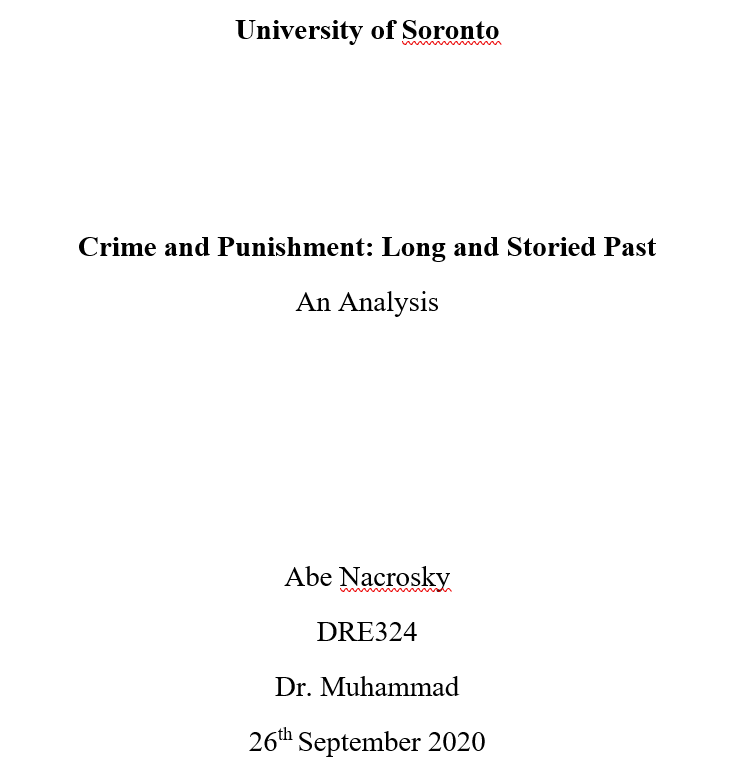 University of Soronto
Crime and Punishment: Long and Storied Past
An Analysis
Abe Nacrosky
DRE324
Dr. Muhammad
26th September 2020